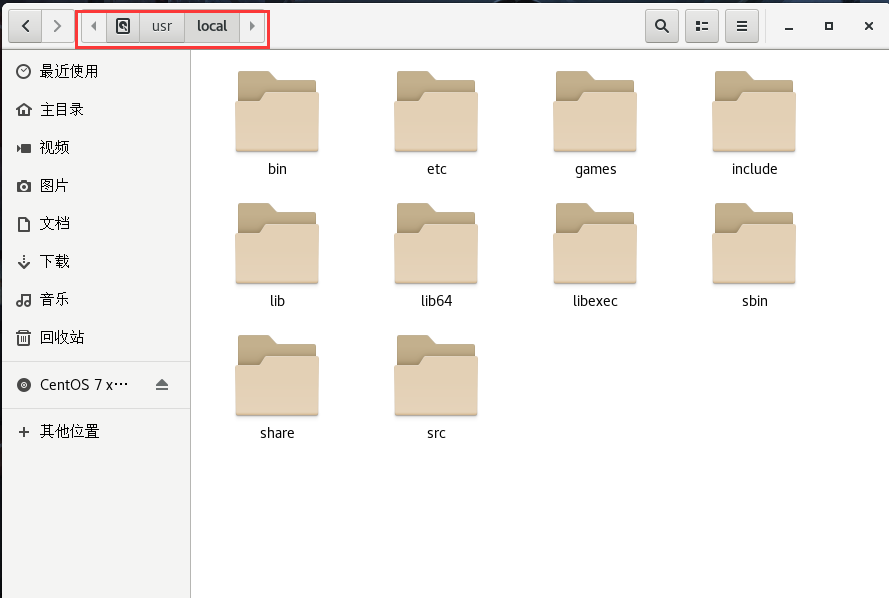 usr local
最近使用
主目录
视频
图片
文档
下载
音乐
回收站
CentOS 7 x⋯
其他位置
bin etc games include
lib lib64 libexec sbin
share src